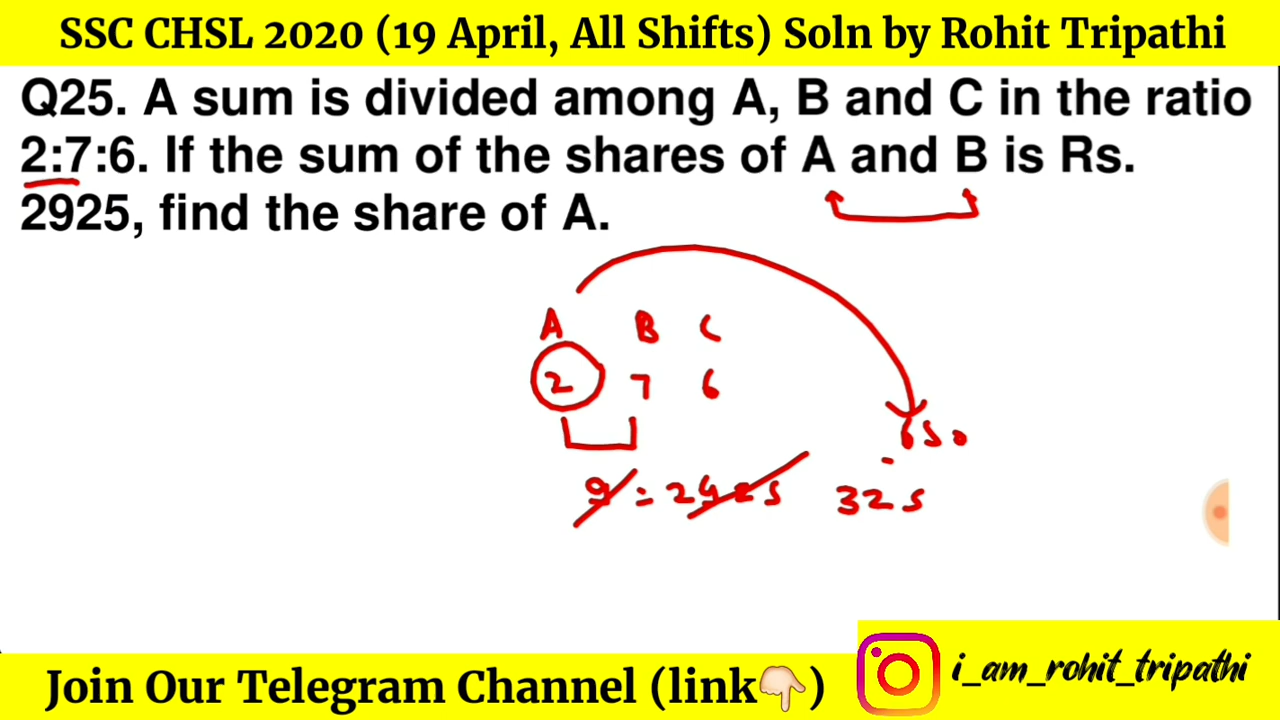 SSC CHSL 2020 (19 April, All Shifts) Soln by Rohit Tripathi
Q25. A sum is divided among A, B and C in the ratio
2:7:6. If the sum of the shares of A and B is Rs.
2925, find the share of A.
A B C
2 7 6
650
9 = 2925 325
Join Our Telegram Channel (link👇)
i_am_rohit_tripathi